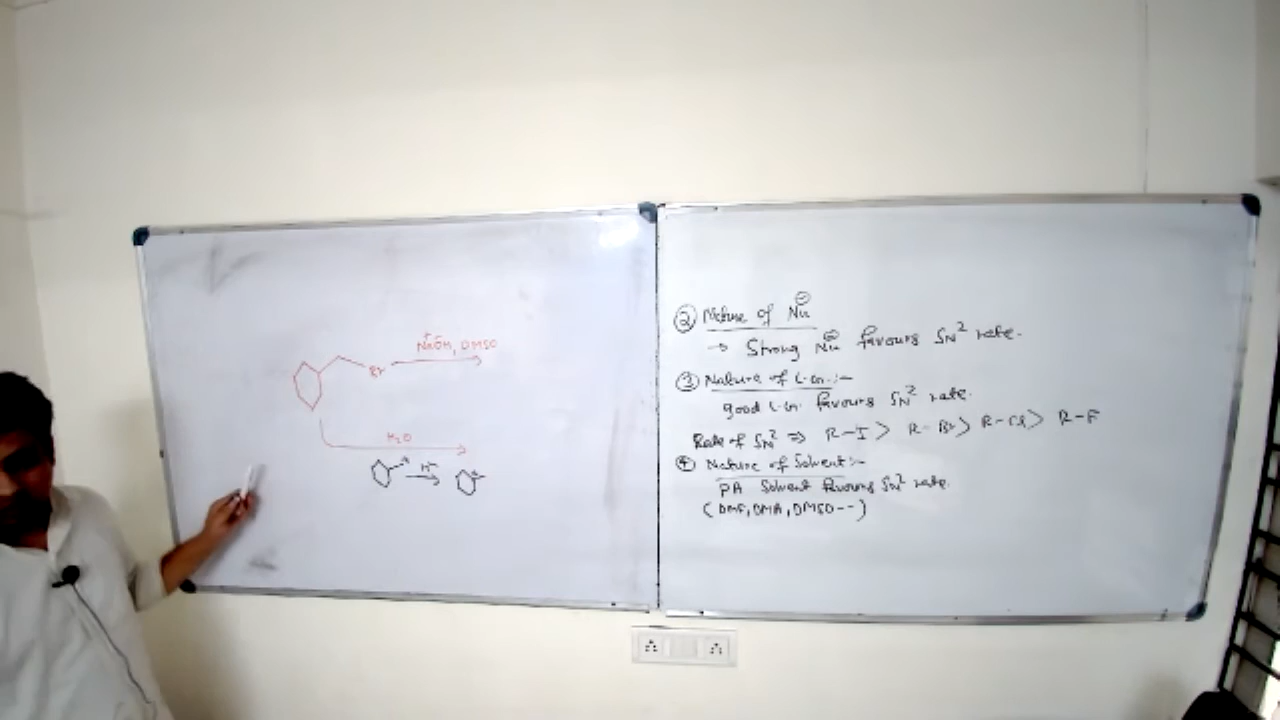 NaOH, DMSO
Br
H₂O
H⁻
② Nature of Nu⊖
→ Strong Nu⊖ favours SN² rate.
③ Nature of L.G.:-
good L.G. favours SN² rate.
Rate of SN² ⇒ R-I > R-Br > R-Cl > R-F
④ Nature of Solvent:-
PA Solvent favours SN² rate.
(DMF, DMA, DMSO--)